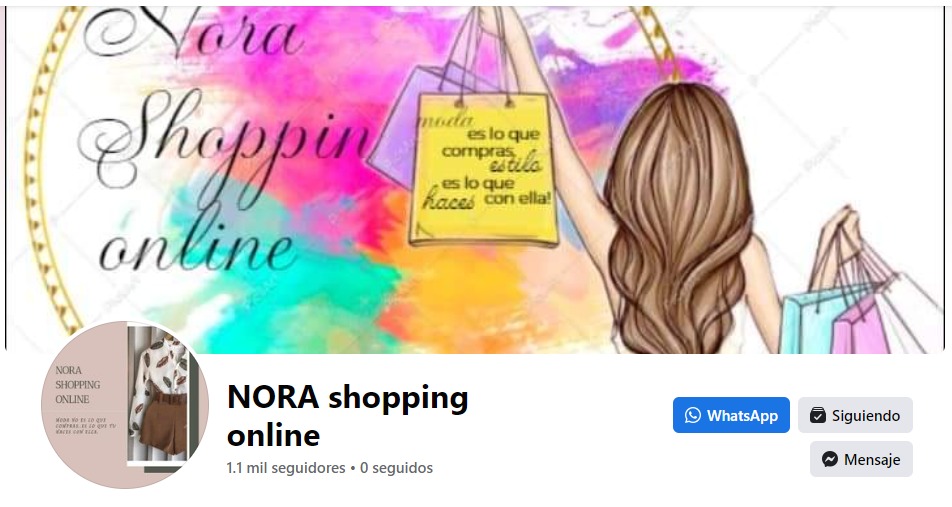 Nora
Shoppin
online
moda
es lo que
compras,
estilo
es lo que
haces con ella!
NORA
SHOPPING
ONLINE
MODA NO ES LO QUE
COMPRAS, ES LO QUE TU
HACES CON ELLA.
NORA shopping
online
1.1 mil seguidores • 0 seguidos
WhatsApp
Siguiendo
Mensaje